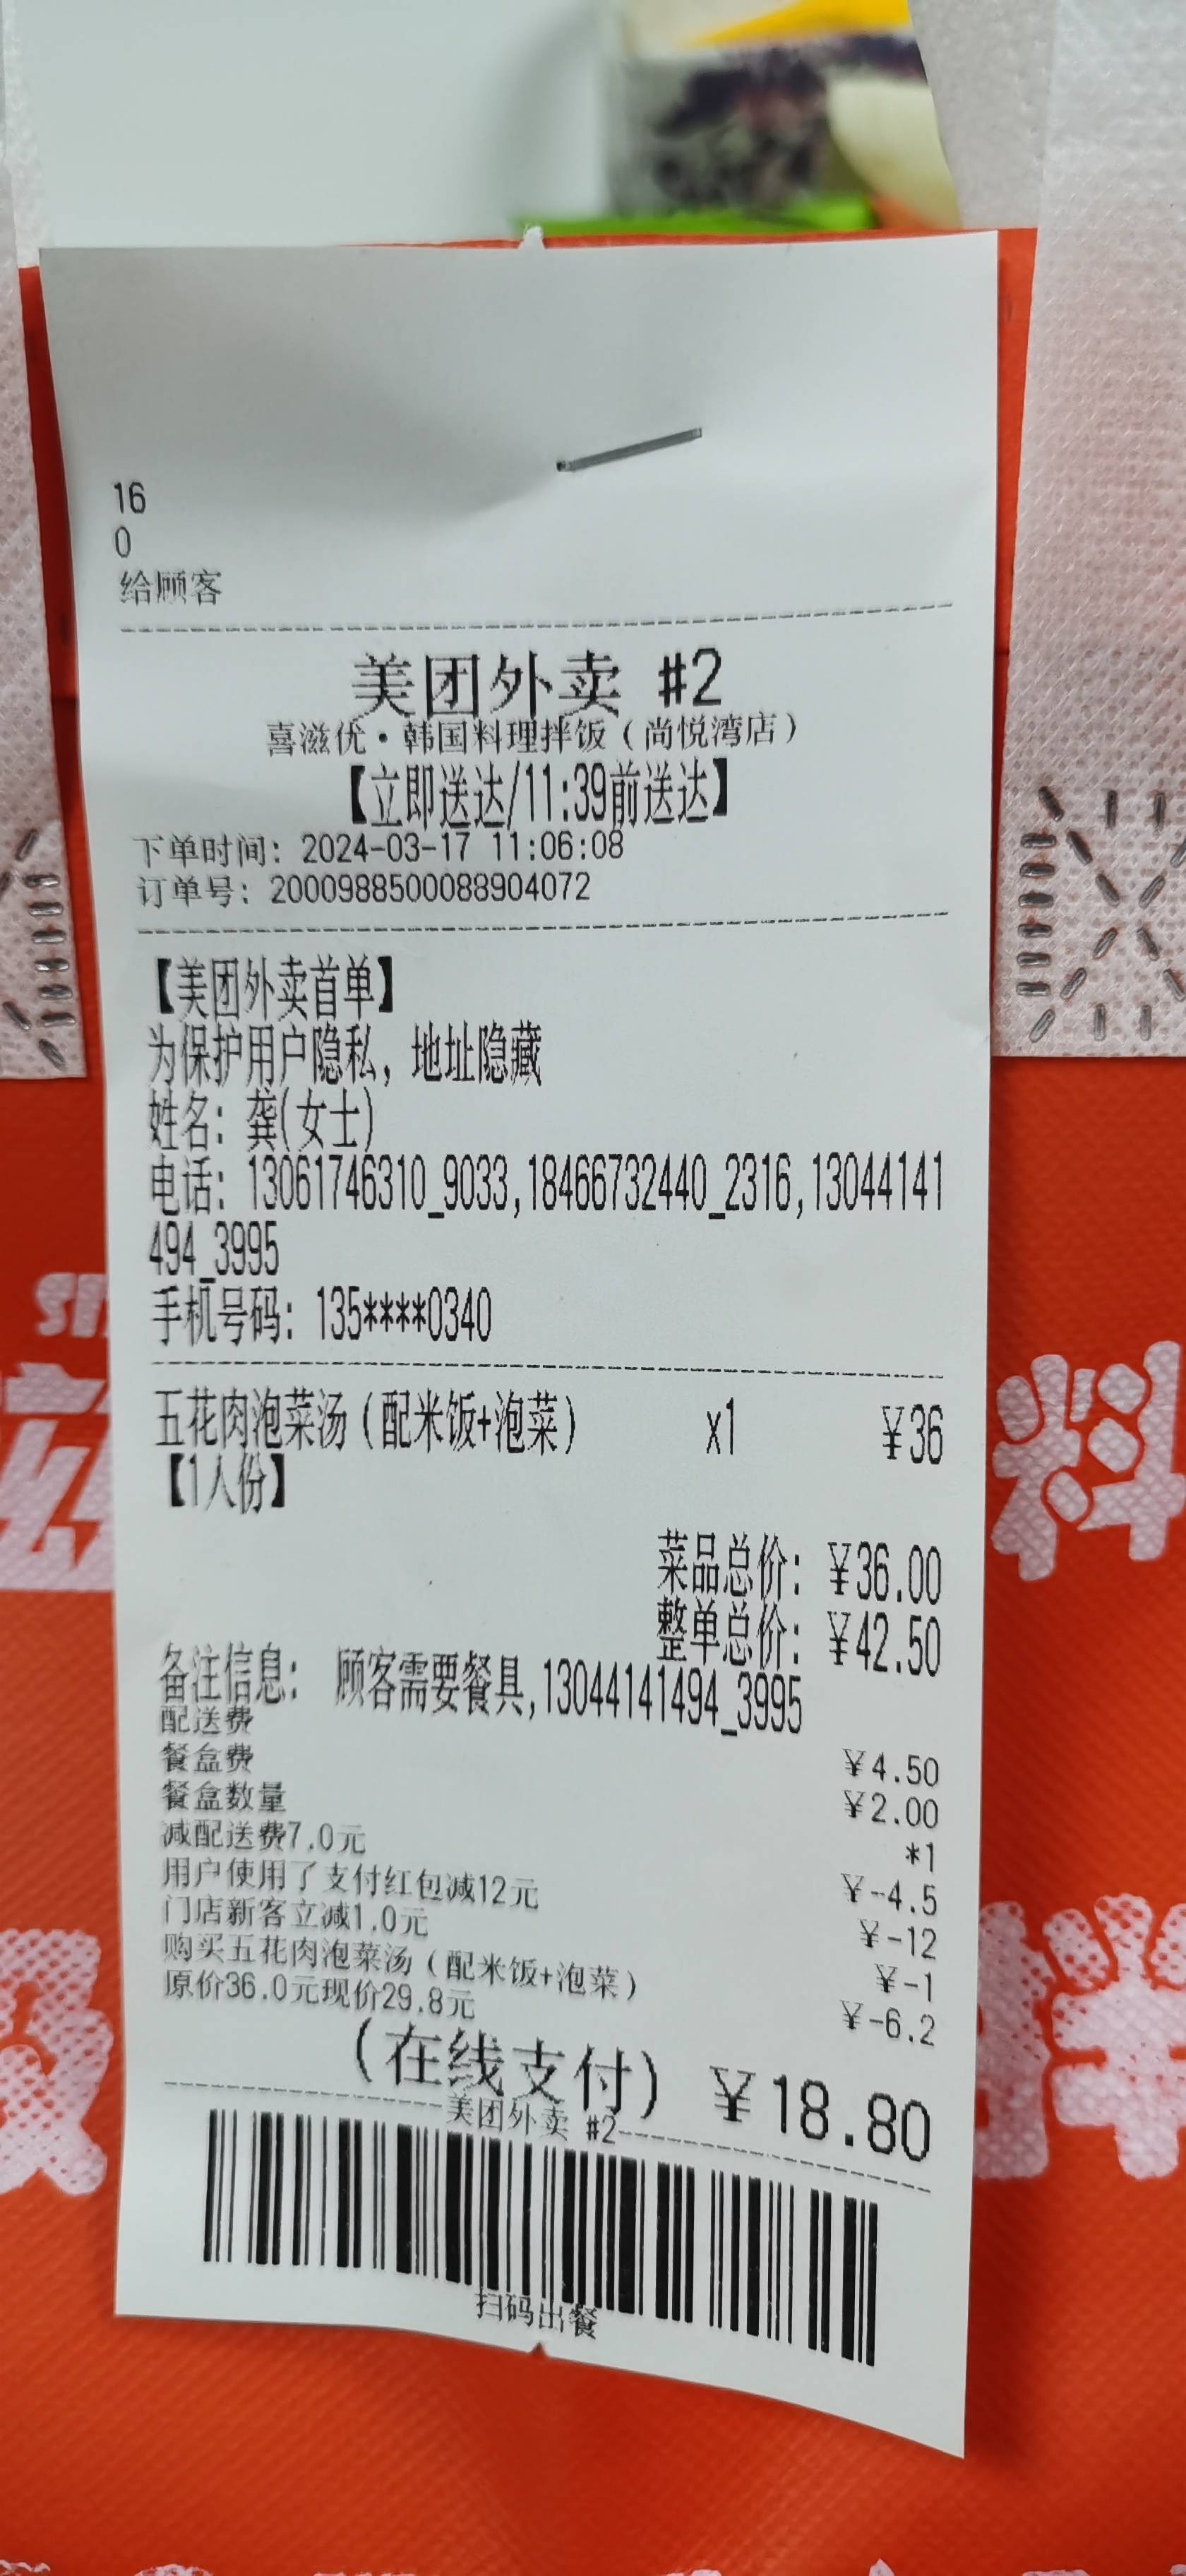 16
0
给顾客
美团外卖 #2
喜滋优·韩国料理拌饭（尚悦湾店）
【立即送达/11:39前送达】
下单时间: 2024-03-17 11:06:08
订单号: 2000988500088904072
【美团外卖首单】
为保护用户隐私, 地址隐藏
姓名: 龚(女士)
电话: 13061746310_9033,18466732440_2316,13044141
494_3995
手机号码: 135****0340
五花肉泡菜汤（配米饭+泡菜） x1 ¥36
【1人份】
菜品总价: ¥36.00
整单总价: ¥42.50
备注信息: 顾客需要餐具,13044141494_3995
配送费 ¥4.50
餐盒费 ¥2.00
餐盒数量 *1
减配送费7.0元 ¥-4.5
用户使用了支付红包减12元 ¥-12
门店新客立减1.0元 ¥-1
购买五花肉泡菜汤（配米饭+泡菜） ¥-6.2
原价36.0元现价29.8元
(在线支付) ¥18.80
美团外卖 #2
扫码出餐
料